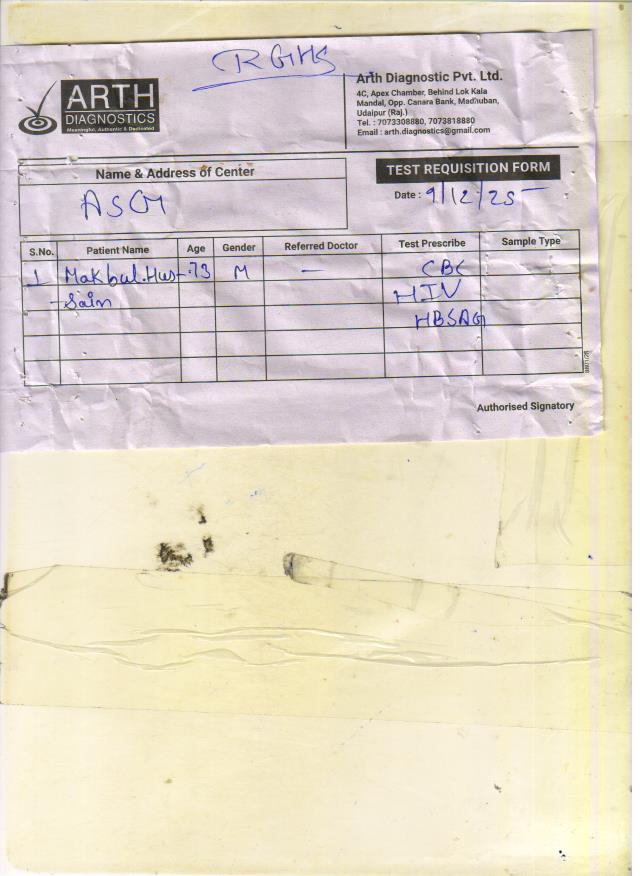 RGHS
ARTH
DIAGNOSTICS
Meaningful, Authentic & Dedicated
Arth Diagnostic Pvt. Ltd.
4C, Apex Chamber, Behind Lok Kala
Mandal, Opp. Canara Bank, Madhuban,
Udaipur (Raj.)
Tel. : 7073308880, 7073818880
Email : arth.diagnostics@gmail.com
Name & Address of Center
ASG
TEST REQUISITION FORM
Date : 9/12/25
S.No. Patient Name Age Gender Referred Doctor Test Prescribe Sample Type
1 Makbul.Hus- 73 M — CBC
-Sain HIV
HBSAG
Authorised Signatory